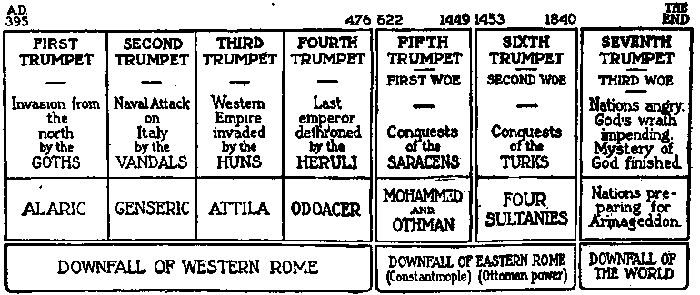 A.D.
395 476 622 1449 1453 1840 THE END
FIRST
TRUMPET
Invasion from
the
north
by the
GOTHS
ALARIC
SECOND
TRUMPET
Naval Attack
on
Italy
by the
VANDALS
GENSERIC
THIRD
TRUMPET
Western
Empire
invaded
by the
HUNS
ATTILA
FOURTH
TRUMPET
Last
emperor
dethroned
by the
HERULI
ODOACER
FIFTH
TRUMPET
FIRST WOE
Conquests
of the
SARACENS
MOHAMMED
AND
OTHMAN
SIXTH
TRUMPET
SECOND WOE
Conquests
of the
TURKS
FOUR
SULTANIES
SEVENTH
TRUMPET
THIRD WOE
Nations angry.
God's wrath
impending.
Mystery of
God finished.
Nations pre-
paring for
Armageddon.
DOWNFALL OF WESTERN ROME
DOWNFALL OF EASTERN ROME
(Constantinople) (Ottoman power)
DOWNFALL OF
THE WORLD